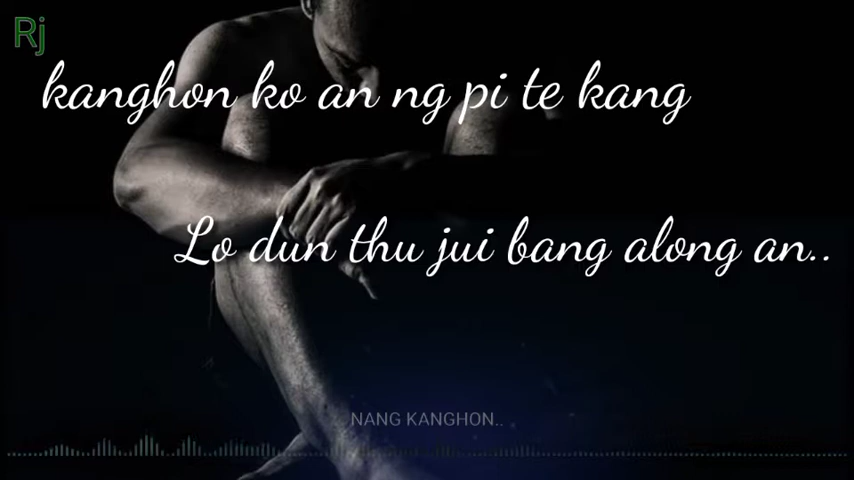 Rj
kanghon ko an ng pi te kang
Lo dun thu jui bang along an..
NANG KANGHON..